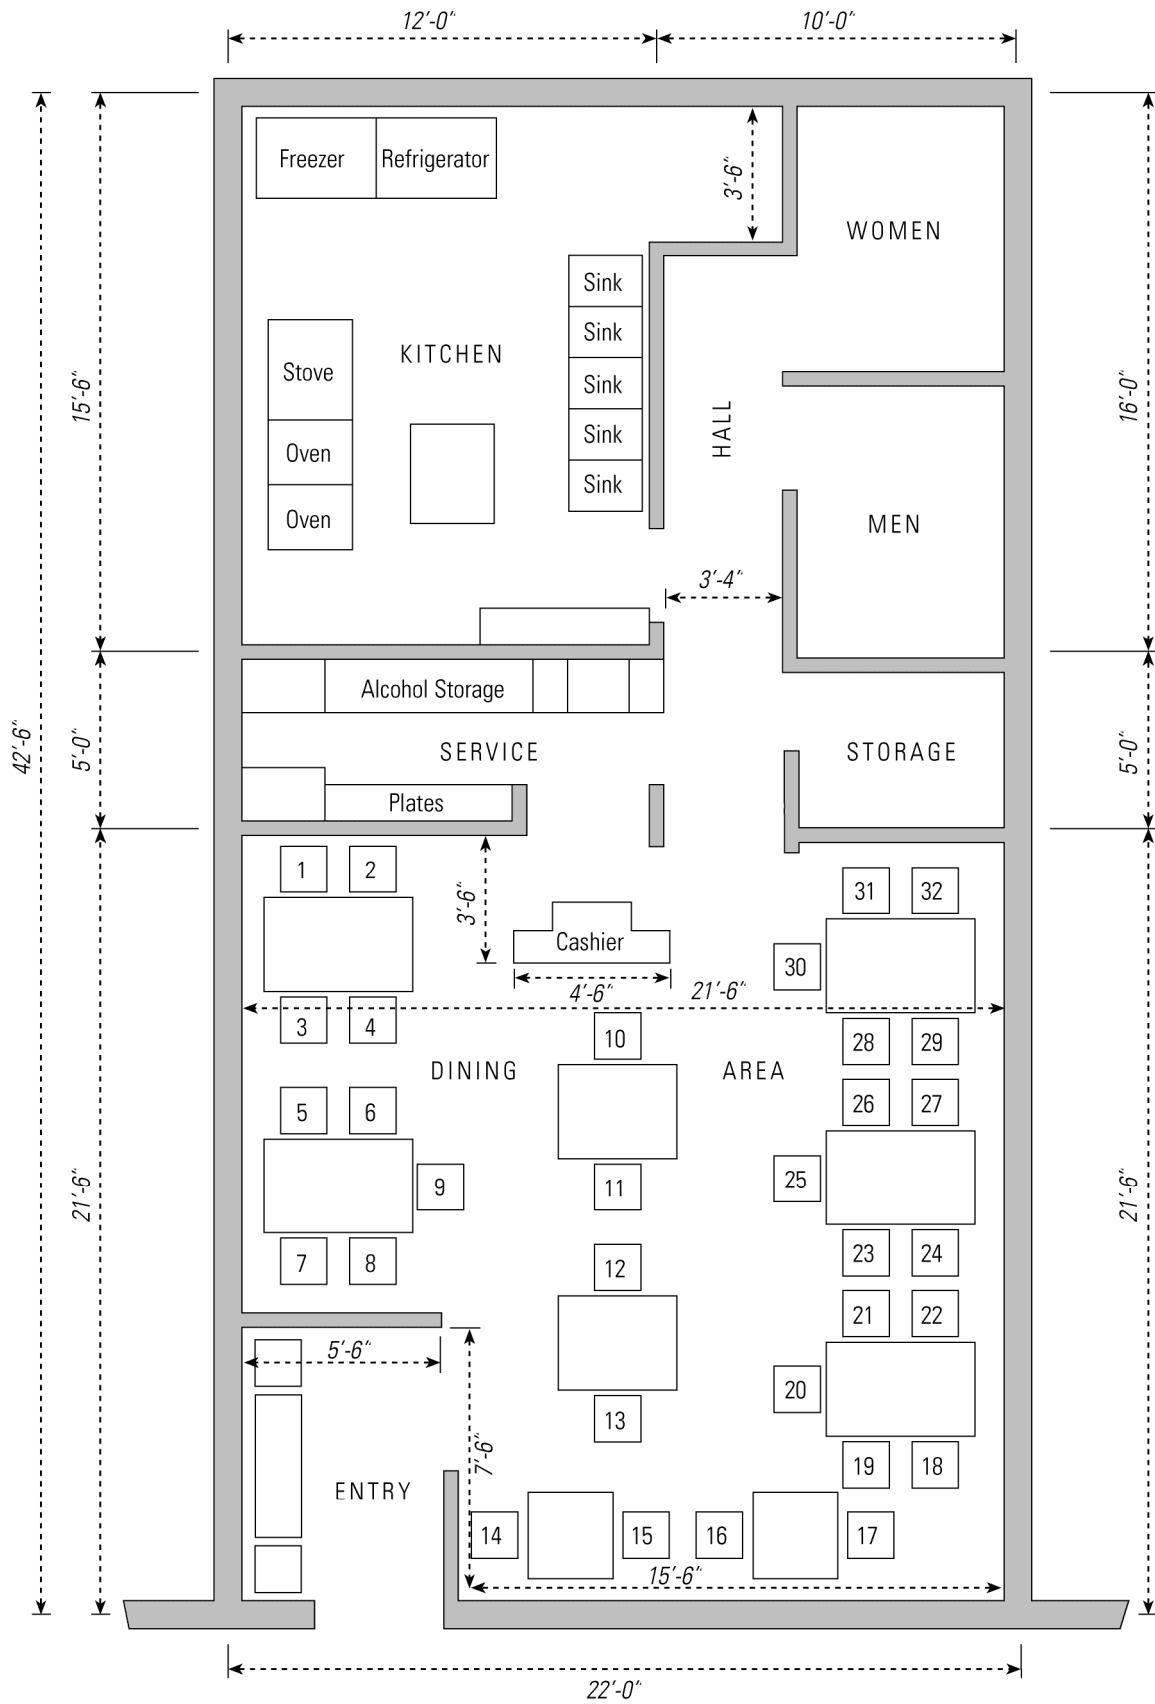 12'-0"
10'-0"
Freezer
Refrigerator
3'-6"
WOMEN
Sink
Sink
Sink
Sink
Sink
KITCHEN
Stove
Oven
Oven
HALL
MEN
15'-6"
16'-0"
3'-4"
42'-6"
5'-0"
Alcohol Storage
SERVICE
STORAGE
5'-0"
Plates
1
2
3'-6"
Cashier
31
32
30
4'-6"
21'-6"
3
4
10
28
29
DINING
AREA
5
6
26
27
9
11
25
21'-6"
21'-6"
7
8
12
23
24
21
22
5'-6"
20
13
7'-6"
19
18
ENTRY
14
15
16
17
15'-6"
22'-0"